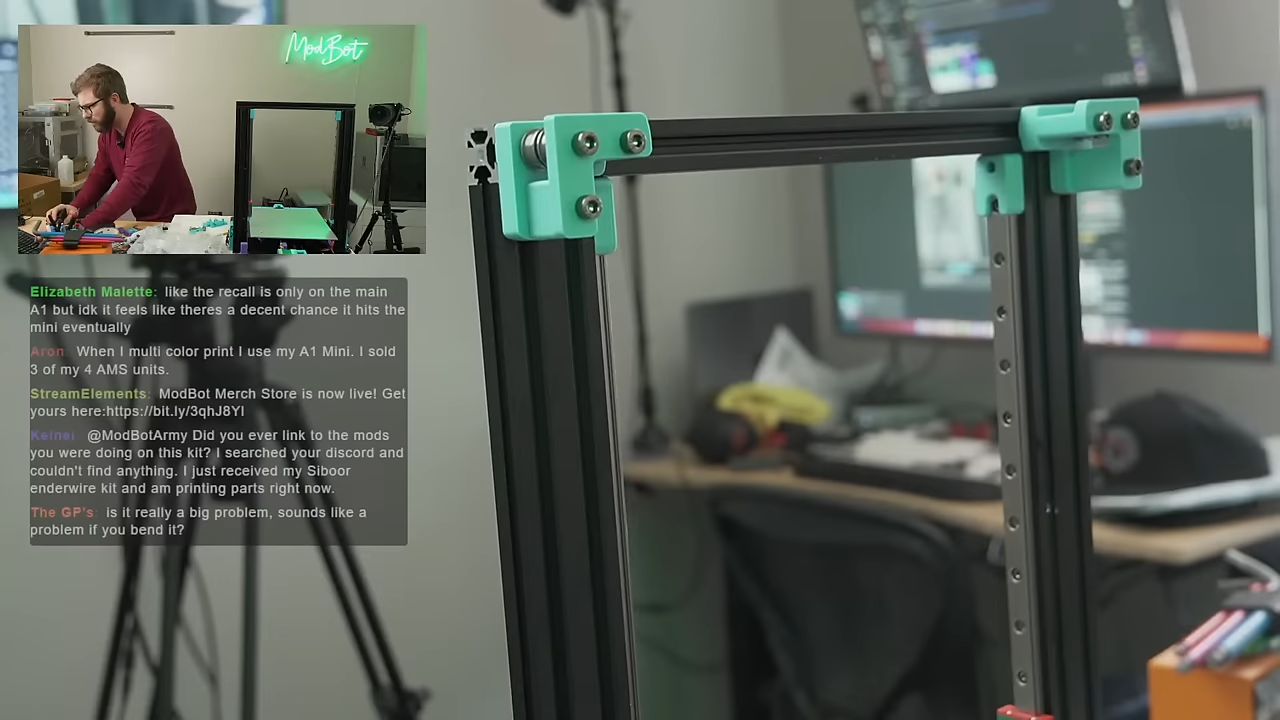 ModBot
Elizabeth Malette: like the recall is only on the main
A1 but idk it feels like theres a decent chance it hits the
mini eventually
Aron When I multi color print I use my A1 Mini. I sold
3 of my 4 AMS units.
StreamElements: ModBot Merch Store is now live! Get
yours here:https://bit.ly/3qhJ8YI
Keinei @ModBotArmy Did you ever link to the mods
you were doing on this kit? I searched your discord and
couldn't find anything. I just received my Siboor
enderwire kit and am printing parts right now.
The GP's: is it really a big problem, sounds like a
problem if you bend it?